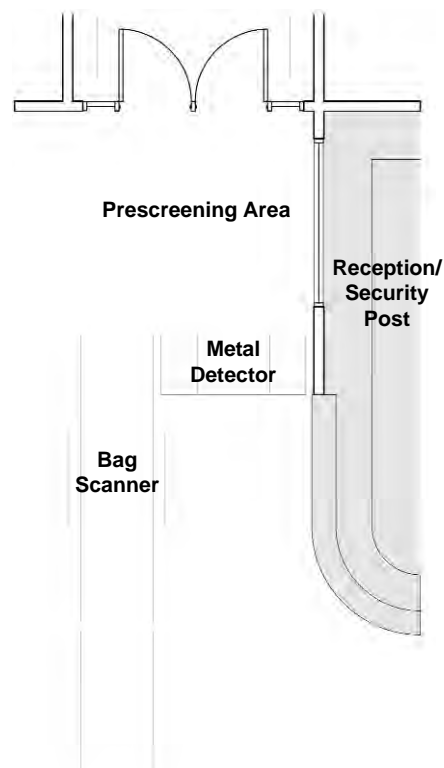 Prescreening Area
Reception/
Security
Post
Metal
Detector
Bag
Scanner